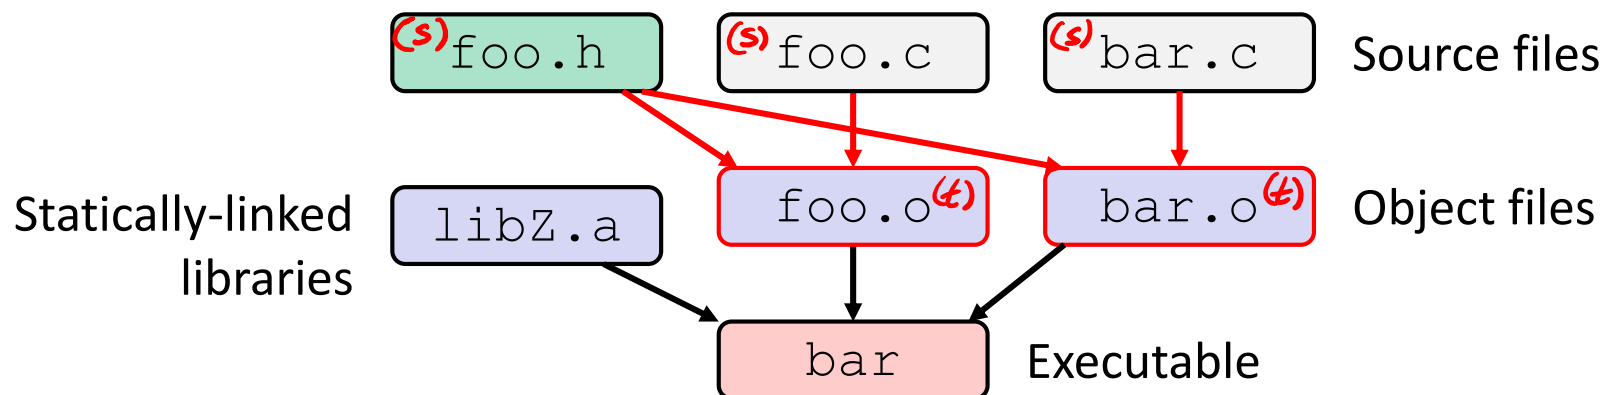 (s) foo.h
(s) foo.c
(s) bar.c
Source files
Statically-linked
libraries
libZ.a
foo.o (t)
bar.o (t)
Object files
bar
Executable